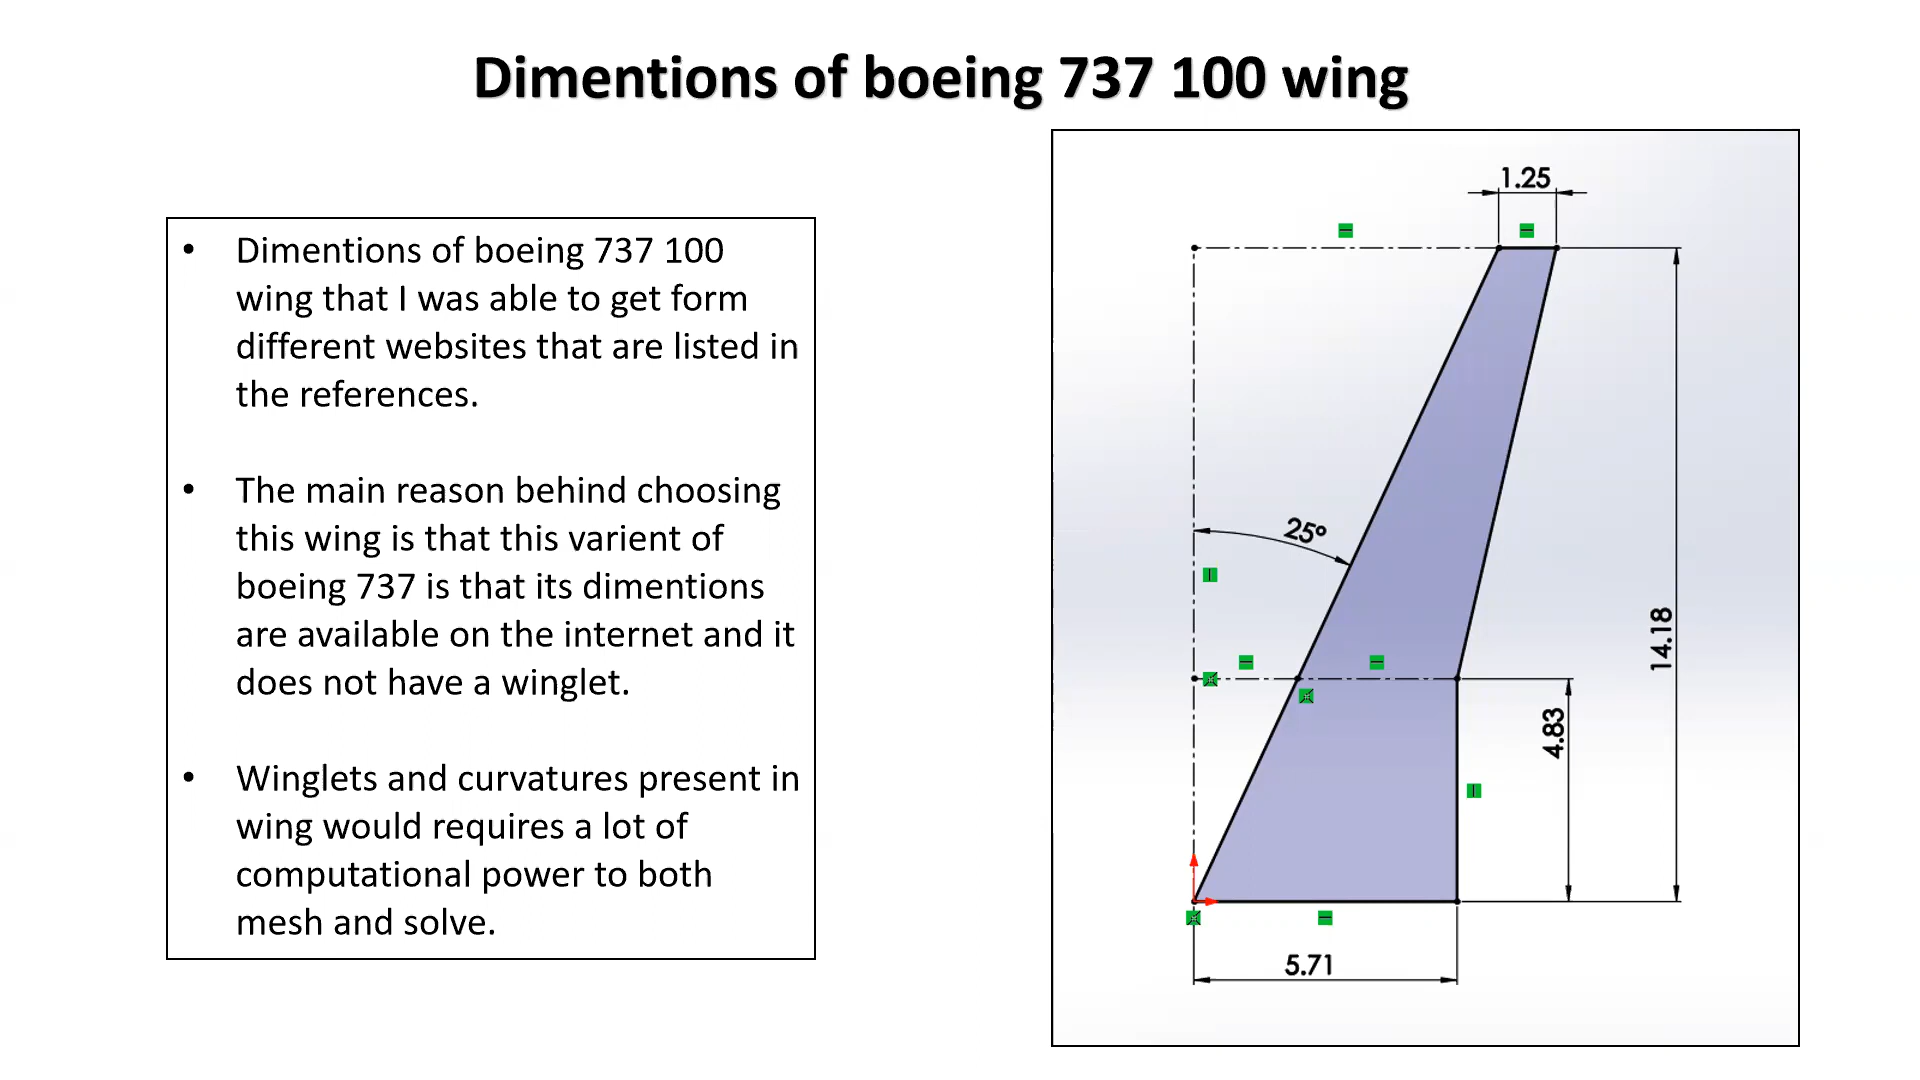 Dimentions of boeing 737 100 wing
• Dimentions of boeing 737 100
wing that I was able to get form
different websites that are listed in
the references.
• The main reason behind choosing
this wing is that this varient of
boeing 737 is that its dimentions
are available on the internet and it
does not have a winglet.
• Winglets and curvatures present in
wing would requires a lot of
computational power to both
mesh and solve.
1.25
25°
14.18
4.83
5.71